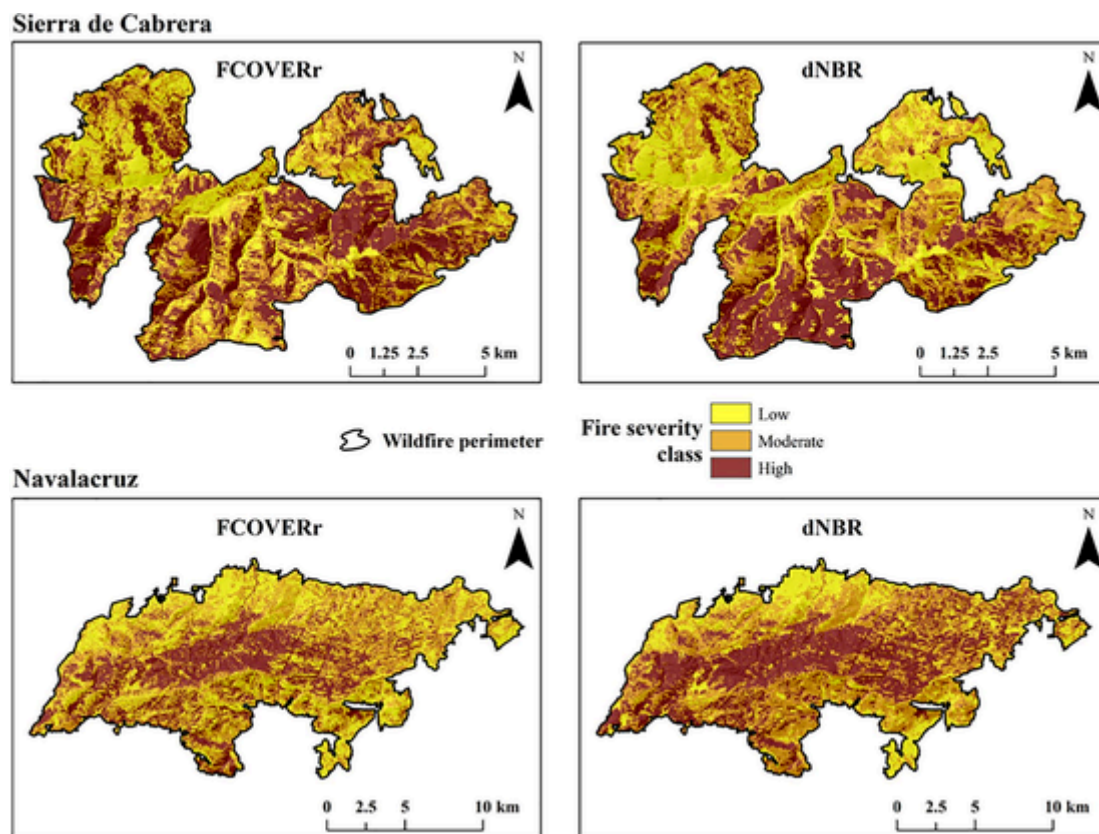 Sierra de Cabrera
FCOVERr
N
0 1.25 2.5 5 km
dNBR
N
0 1.25 2.5 5 km
Wildfire perimeter
Fire severity
class
Low
Moderate
High
Navalacruz
FCOVERr
N
0 2.5 5 10 km
dNBR
N
0 2.5 5 10 km